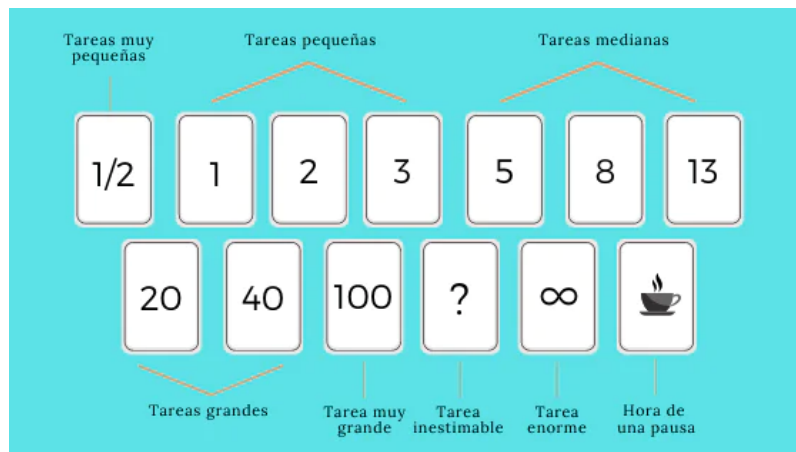 Tareas muy
pequeñas
Tareas pequeñas
Tareas medianas
1/2
1
2
3
5
8
13
20
40
100
?
∞
Tareas grandes
Tarea muy
grande
Tarea
inestimable
Tarea
enorme
Hora de
una pausa